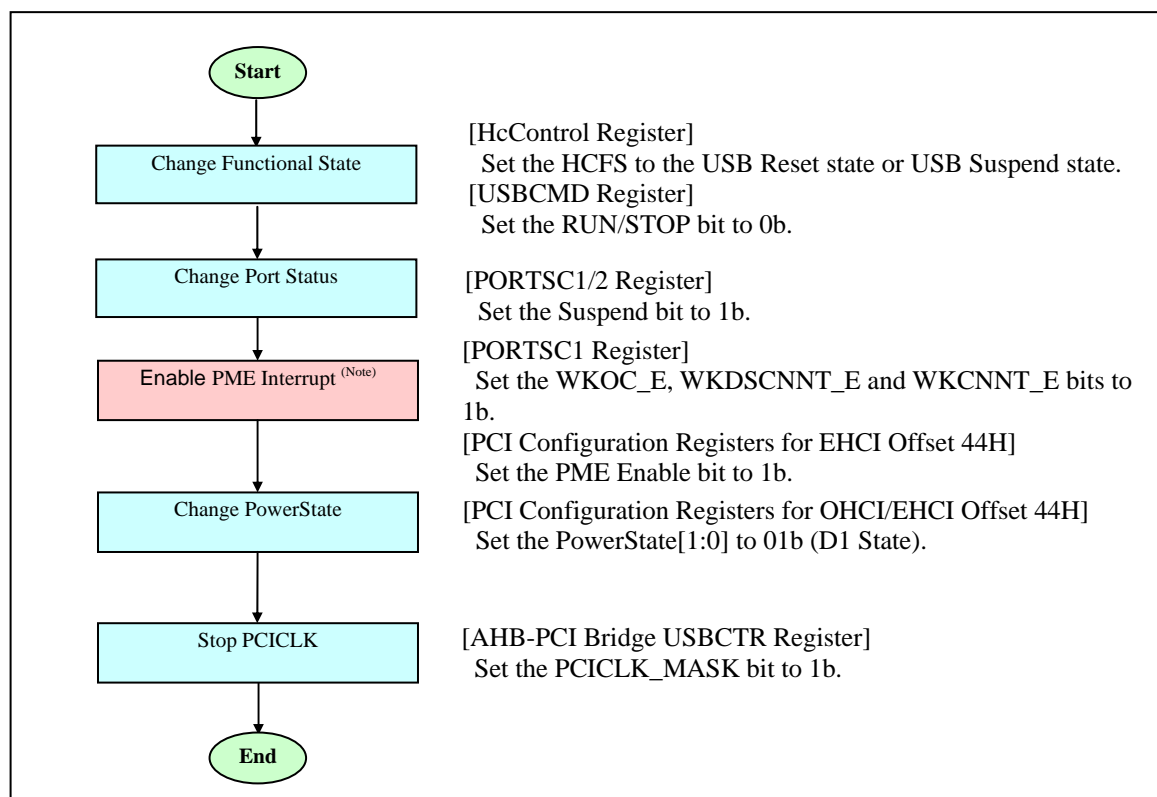 Start
Change Functional State
[HcControl Register]
Set the HCFS to the USB Reset state or USB Suspend state.
[USBCMD Register]
Set the RUN/STOP bit to 0b.
Change Port Status
[PORTSC1/2 Register]
Set the Suspend bit to 1b.
Enable PME Interrupt (Note)
[PORTSC1 Register]
Set the WKOC_E, WKDSCNNT_E and WKCNNT_E bits to
1b.
[PCI Configuration Registers for EHCI Offset 44H]
Set the PME Enable bit to 1b.
Change PowerState
[PCI Configuration Registers for OHCI/EHCI Offset 44H]
Set the PowerState[1:0] to 01b (D1 State).
Stop PCICLK
[AHB-PCI Bridge USBCTR Register]
Set the PCICLK_MASK bit to 1b.
End